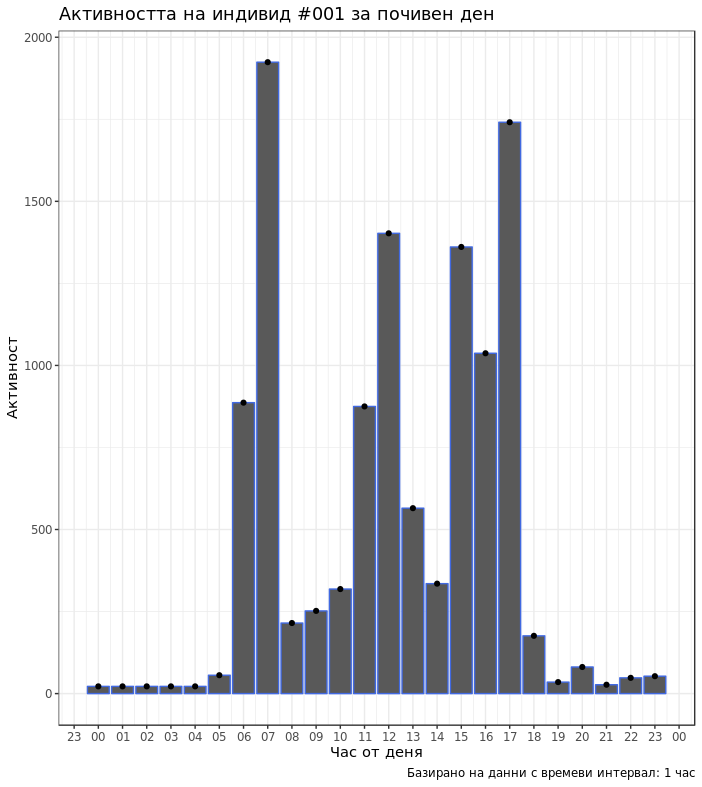 Активността на индивид #001 за почивен ден
2000
1500
1000
500
0
Активност
23 00 01 02 03 04 05 06 07 08 09 10 11 12 13 14 15 16 17 18 19 20 21 22 23 00
Час от деня
Базирано на данни с времеви интервал: 1 час